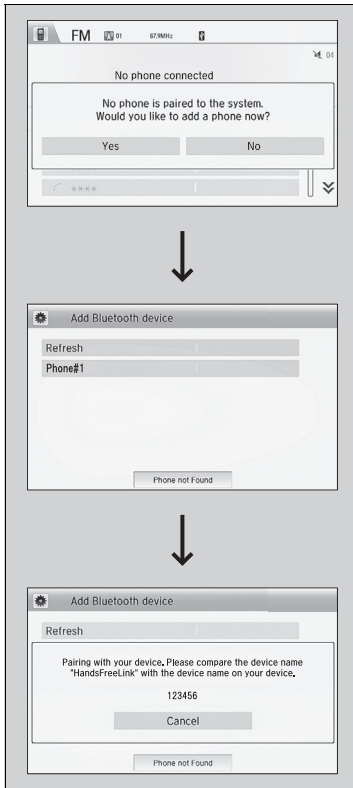 FM 01 87.9MHz
04
No phone connected
No phone is paired to the system.
Would you like to add a phone now?
Yes No
****
Add Bluetooth device
Refresh
Phone#1
Phone not Found
Add Bluetooth device
Refresh
Pairing with your device. Please compare the device name
"HandsFreeLink" with the device name on your device.
123456
Cancel
Phone not Found